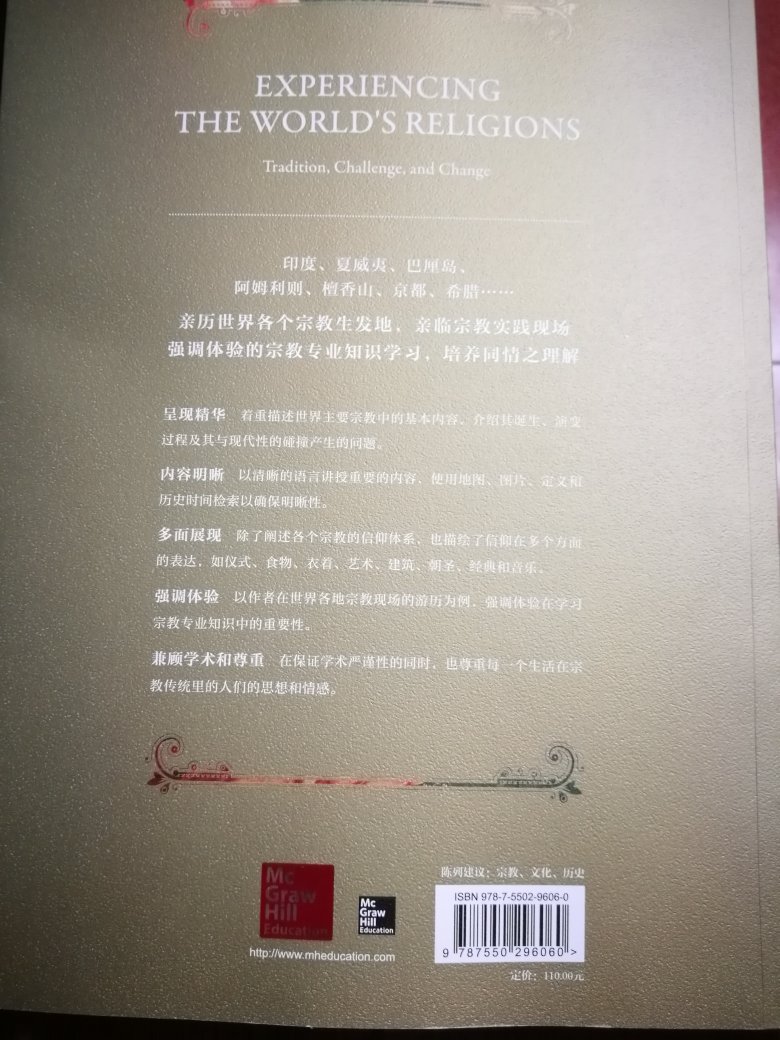 EXPERIENCING
THE WORLD'S RELIGIONS
Tradition, Challenge, and Change
印度、夏威夷、巴厘岛、
阿姆利则、檀香山、京都、希腊……
亲历世界各个宗教生发地，亲临宗教实践现场
强调体验的宗教专业知识学习，培养同情之理解
呈现精华 着重描述世界主要宗教中的基本内容、介绍其诞生、演变
过程及其与现代性的碰撞产生的问题。
内容明晰 以清晰的语言讲授重要的内容、使用地图、图片、定义和
历史时间检索以确保明晰性。
多面展现 除了阐述各个宗教的信仰体系，也描绘了信仰在多个方面
的表达，如仪式、食物、衣着、艺术、建筑、朝圣、经典和音乐。
强调体验 以作者在世界各地宗教现场的游历为例，强调体验在学习
宗教专业知识中的重要性。
兼顾学术和尊重 在保证学术严谨性的同时，也尊重每一个生活在宗
教传统里的人们的思想和情感。
Mc
Graw
Hill
Education
Mc
Graw
Hill
Education
http://www.mheducation.com
陈列建议：宗教、文化、历史
ISBN 978-7-5502-9606-0
9 787550 296060 >
定价：110.00元